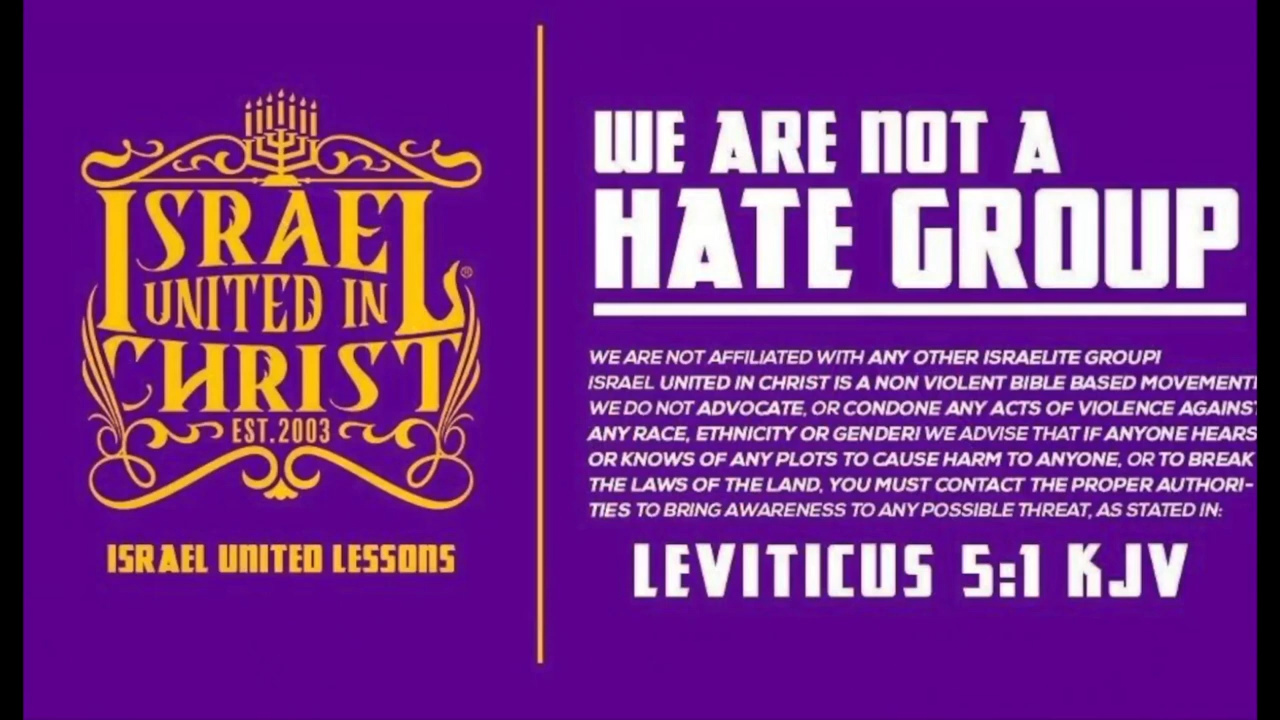 ISRAEL
UNITED IN
CHRIST
®
EST.2003
ISRAEL UNITED LESSONS
WE ARE NOT A
HATE GROUP
WE ARE NOT AFFILIATED WITH ANY OTHER ISRAELITE GROUP!
ISRAEL UNITED IN CHRIST IS A NON VIOLENT BIBLE BASED MOVEMENT!
WE DO NOT ADVOCATE, OR CONDONE ANY ACTS OF VIOLENCE AGAINST
ANY RACE, ETHNICITY OR GENDER! WE ADVISE THAT IF ANYONE HEARS
OR KNOWS OF ANY PLOTS TO CAUSE HARM TO ANYONE, OR TO BREAK
THE LAWS OF THE LAND, YOU MUST CONTACT THE PROPER AUTHORI-
TIES TO BRING AWARENESS TO ANY POSSIBLE THREAT, AS STATED IN:
LEVITICUS 5:1 KJV